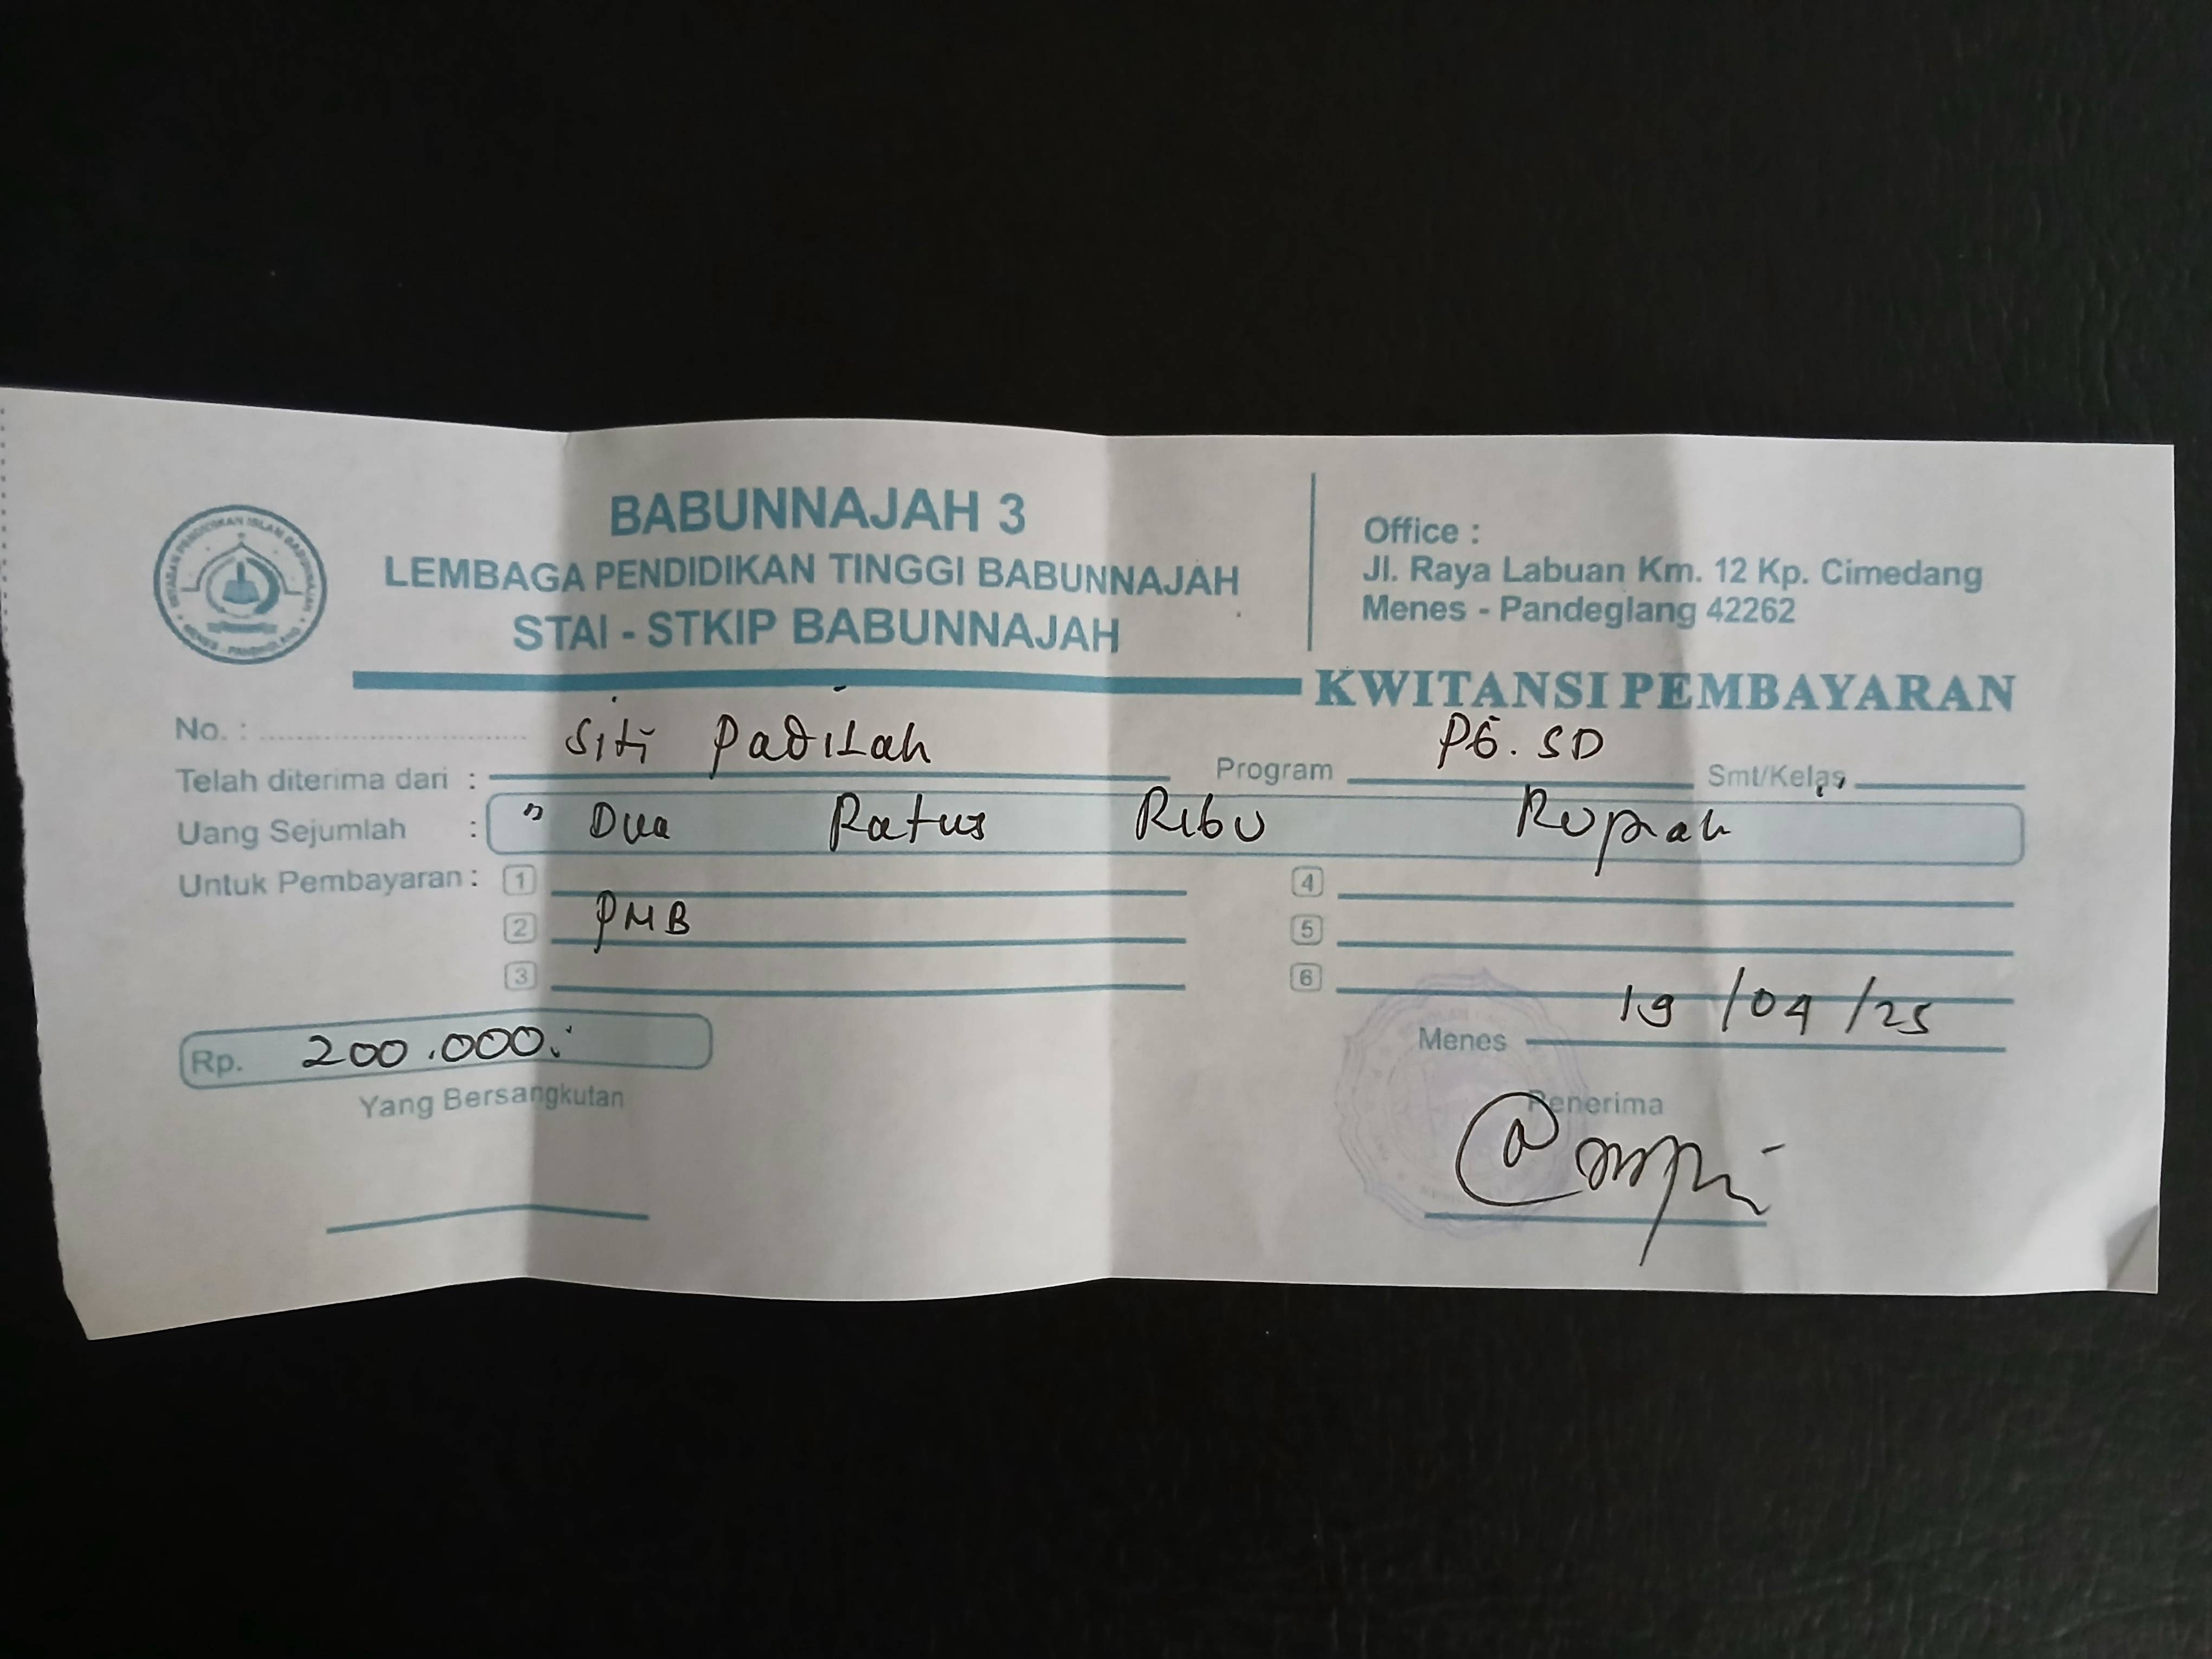 BABUNNAJAH 3
LEMBAGA PENDIDIKAN TINGGI BABUNNAJAH
STAI - STKIP BABUNNAJAH
Office :
Jl. Raya Labuan Km. 12 Kp. Cimedang
Menes - Pandeglang 42262
KWITANSI PEMBAYARAN
No. : ..............................
Telah diterima dari : Siti Padilah Program PG. SD Smt/Kelas
Uang Sejumlah : " Dua Ratus Ribu Rupiah "
Untuk Pembayaran : 1 4
2 PMB 5
3 6
Rp. 200.000.
Menes 19/04/25
Yang Bersangkutan Penerima